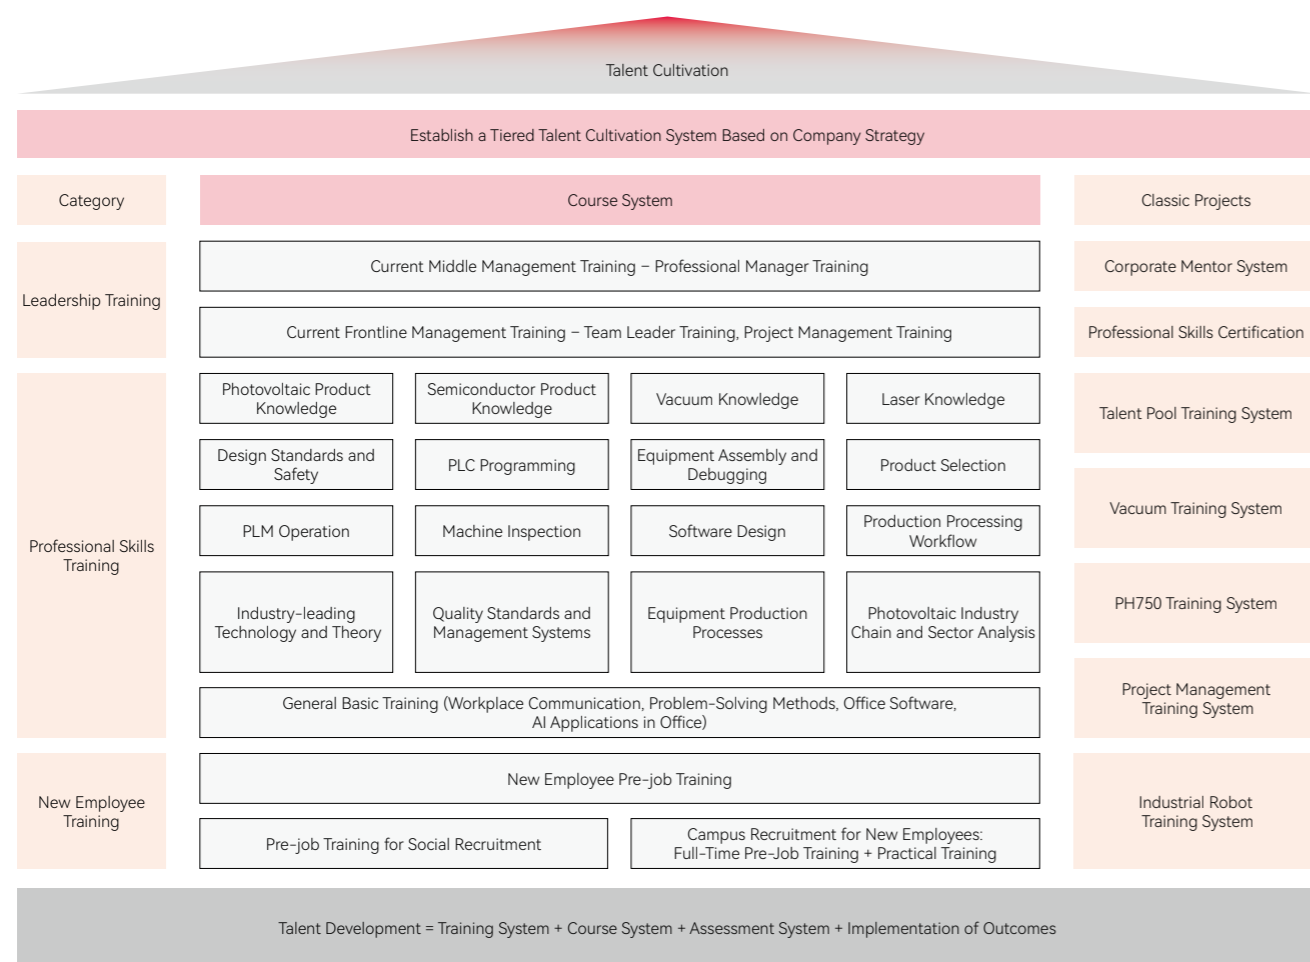 Talent Cultivation
Establish a Tiered Talent Cultivation System Based on Company Strategy
Category
Course System
Classic Projects
Leadership Training
Current Middle Management Training – Professional Manager Training
Current Frontline Management Training – Team Leader Training, Project Management Training
Corporate Mentor System
Professional Skills Certification
Professional Skills
Training
Photovoltaic Product
Knowledge
Semiconductor Product
Knowledge
Vacuum Knowledge
Laser Knowledge
Design Standards and
Safety
PLC Programming
Equipment Assembly and
Debugging
Product Selection
PLM Operation
Machine Inspection
Software Design
Production Processing
Workflow
Industry-leading
Technology and Theory
Quality Standards and
Management Systems
Equipment Production
Processes
Photovoltaic Industry
Chain and Sector Analysis
General Basic Training (Workplace Communication, Problem-Solving Methods, Office Software,
AI Applications in Office)
Talent Pool Training System
Vacuum Training System
PH750 Training System
Project Management
Training System
New Employee
Training
New Employee Pre-job Training
Pre-job Training for Social Recruitment
Campus Recruitment for New Employees:
Full-Time Pre-Job Training + Practical Training
Industrial Robot
Training System
Talent Development = Training System + Course System + Assessment System + Implementation of Outcomes